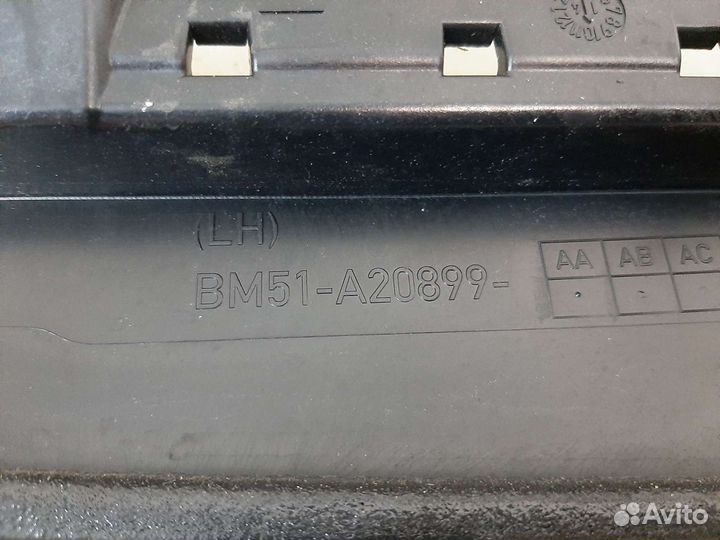 (LH)
BM51-A20899-
AA AB AC
Avito